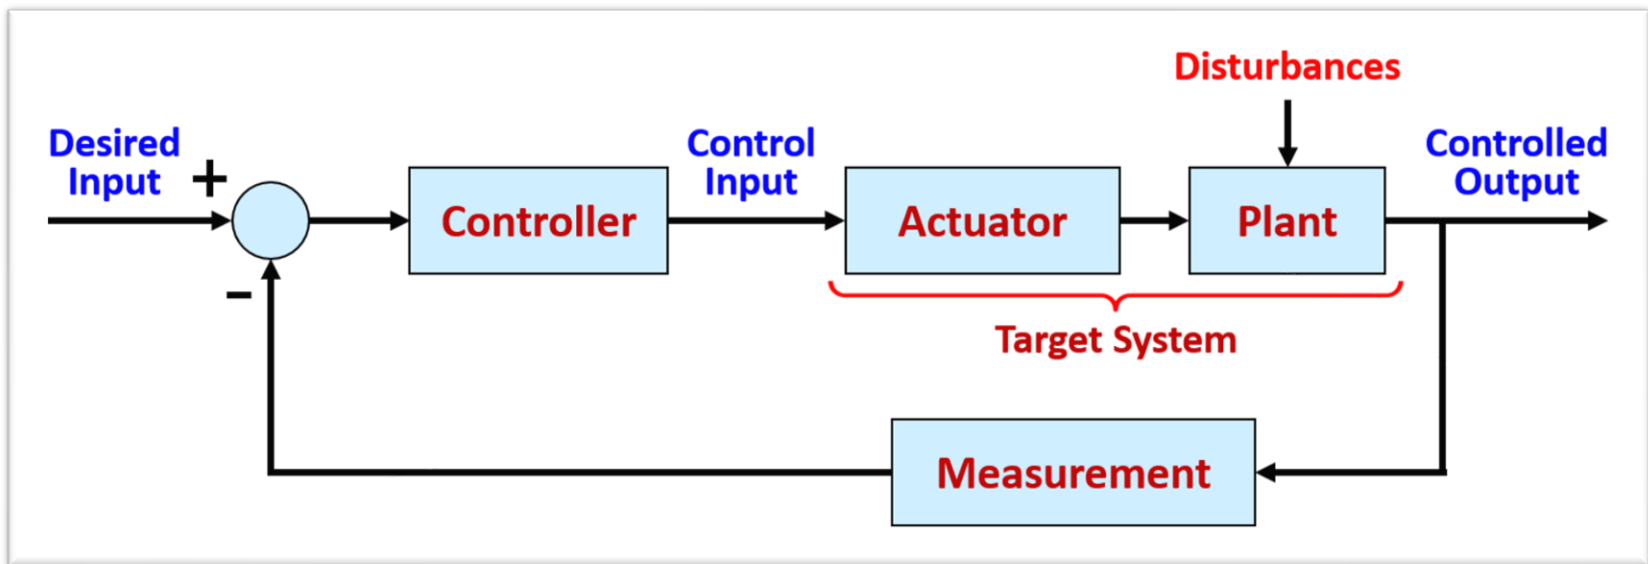 Disturbances
Desired
Input
+
Control
Input
Controlled
Output
Controller
Actuator
Plant
−
Target System
Measurement